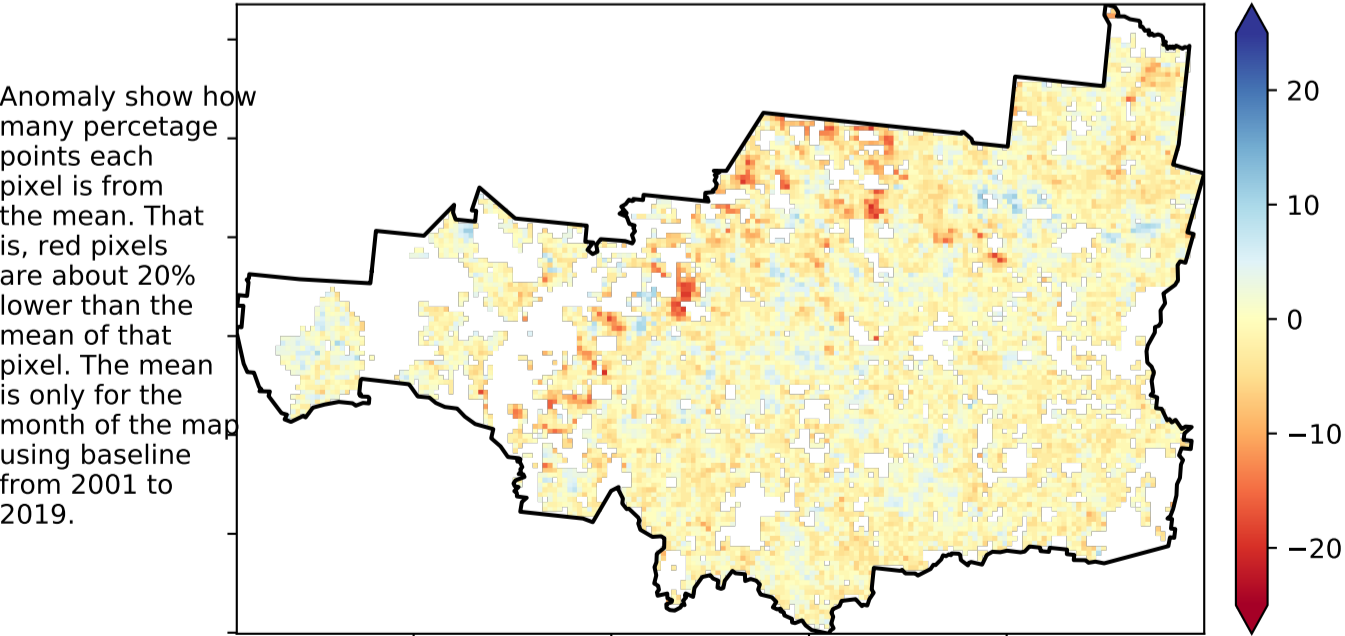 Anomaly show how
many percetage
points each
pixel is from
the mean. That
is, red pixels
are about 20%
lower than the
mean of that
pixel. The mean
is only for the
month of the map
using baseline
from 2001 to
2019.
20
10
0
−10
−20